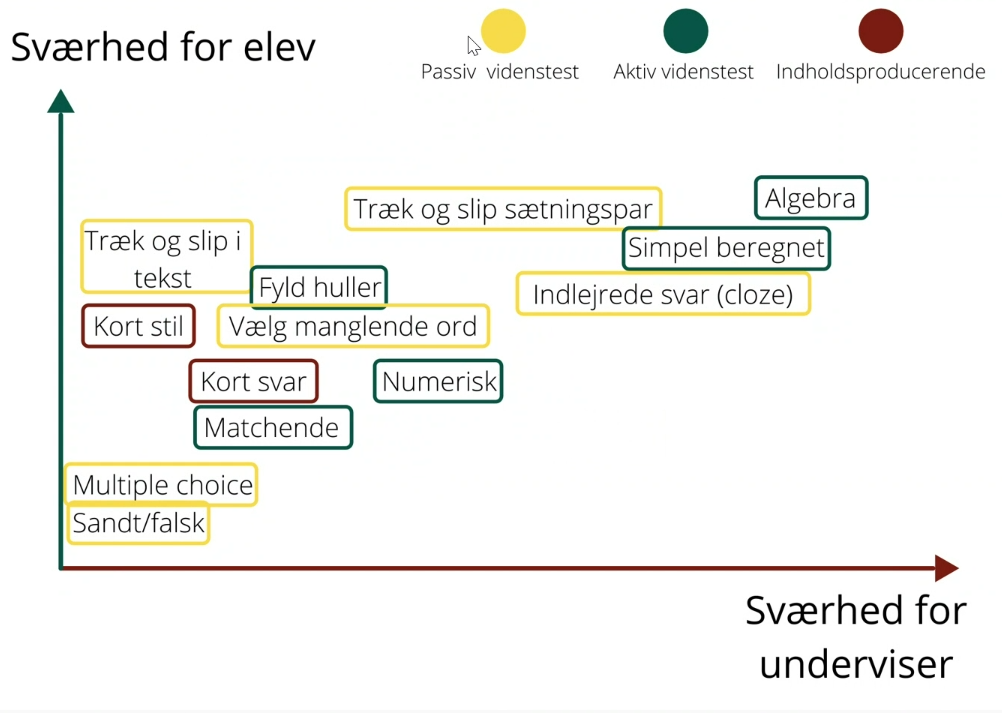 Sværhed for elev
Passiv videnstest
Aktiv videnstest
Indholdsproducerende
Algebra
Træk og slip sætningspar
Træk og slip i
tekst
Simpel beregnet
Fyld huller
Indlejrede svar (cloze)
Kort stil
Vælg manglende ord
Kort svar
Numerisk
Matchende
Multiple choice
Sandt/falsk
Sværhed for
underviser